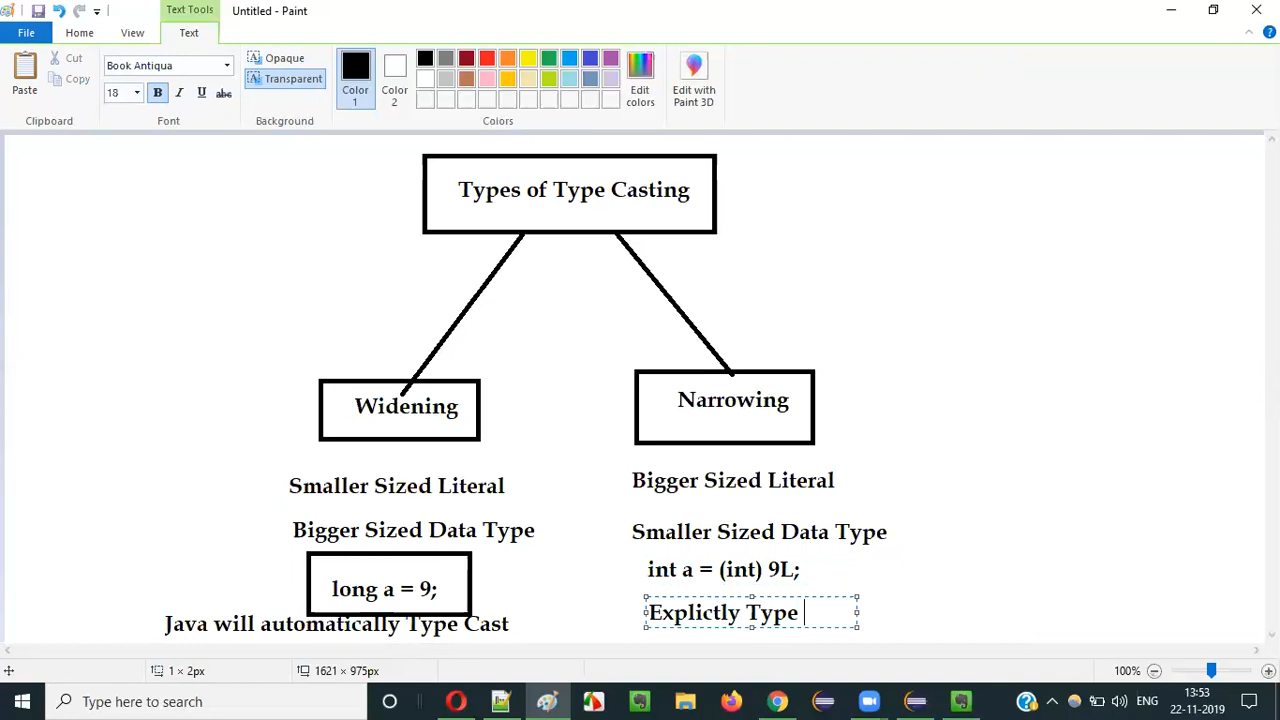 Text Tools
Untitled - Paint
File
Home
View
Text
Paste
Cut
Copy
Clipboard
Book Antiqua
18
B
I
U
abc
Font
Opaque
Transparent
Background
Color 1
Color 2
Edit colors
Colors
Edit with Paint 3D
Types of Type Casting
Widening
Narrowing
Smaller Sized Literal
Bigger Sized Data Type
long a = 9;
Java will automatically Type Cast
Bigger Sized Literal
Smaller Sized Data Type
int a = (int) 9L;
Explictly Type
1 × 2px
1621 × 975px
100%
Type here to search
ENG
13:53
22-11-2019